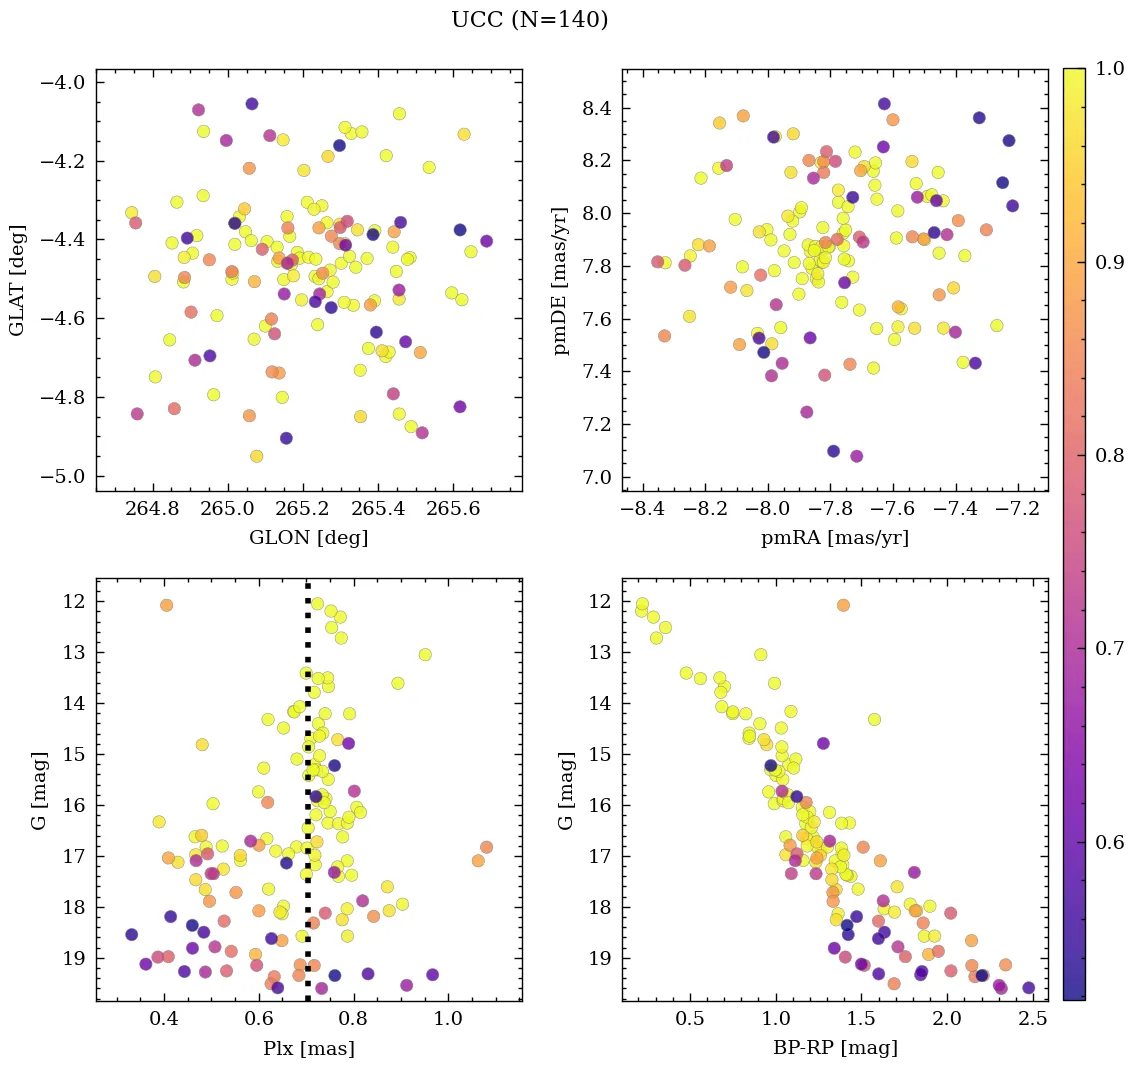 UCC (N=140)
−4.0
−4.2
−4.4
−4.6
−4.8
−5.0
GLAT [deg]
264.8 265.0 265.2 265.4 265.6
GLON [deg]
8.4
8.2
8.0
7.8
7.6
7.4
7.2
7.0
pmDE [mas/yr]
−8.4 −8.2 −8.0 −7.8 −7.6 −7.4 −7.2
pmRA [mas/yr]
12
13
14
15
16
17
18
19
G [mag]
0.4 0.6 0.8 1.0
Plx [mas]
12
13
14
15
16
17
18
19
G [mag]
0.5 1.0 1.5 2.0 2.5
BP-RP [mag]
1.0
0.9
0.8
0.7
0.6